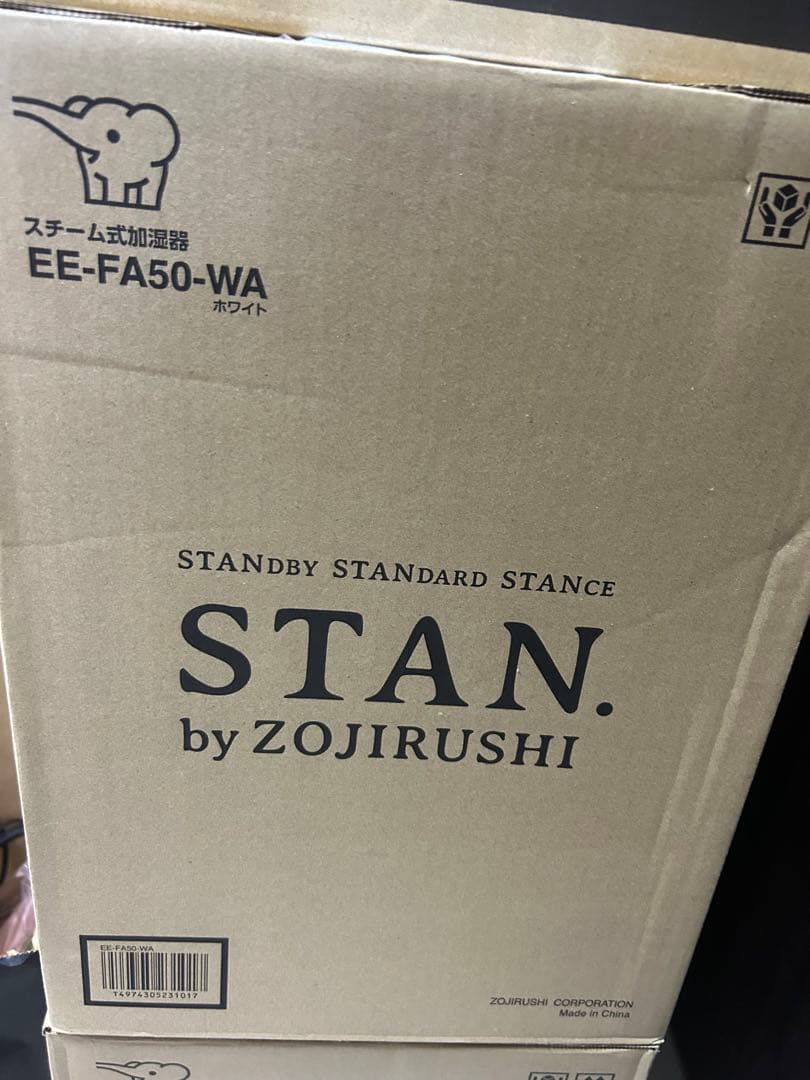 スチーム式加湿器
EE-FA50-WA
ホワイト
STANDBY STANDARD STANCE
STAN.
by ZOJIRUSHI
EE-FA50-WA
T4974305231017
ZOJIRUSHI CORPORATION
Made in China